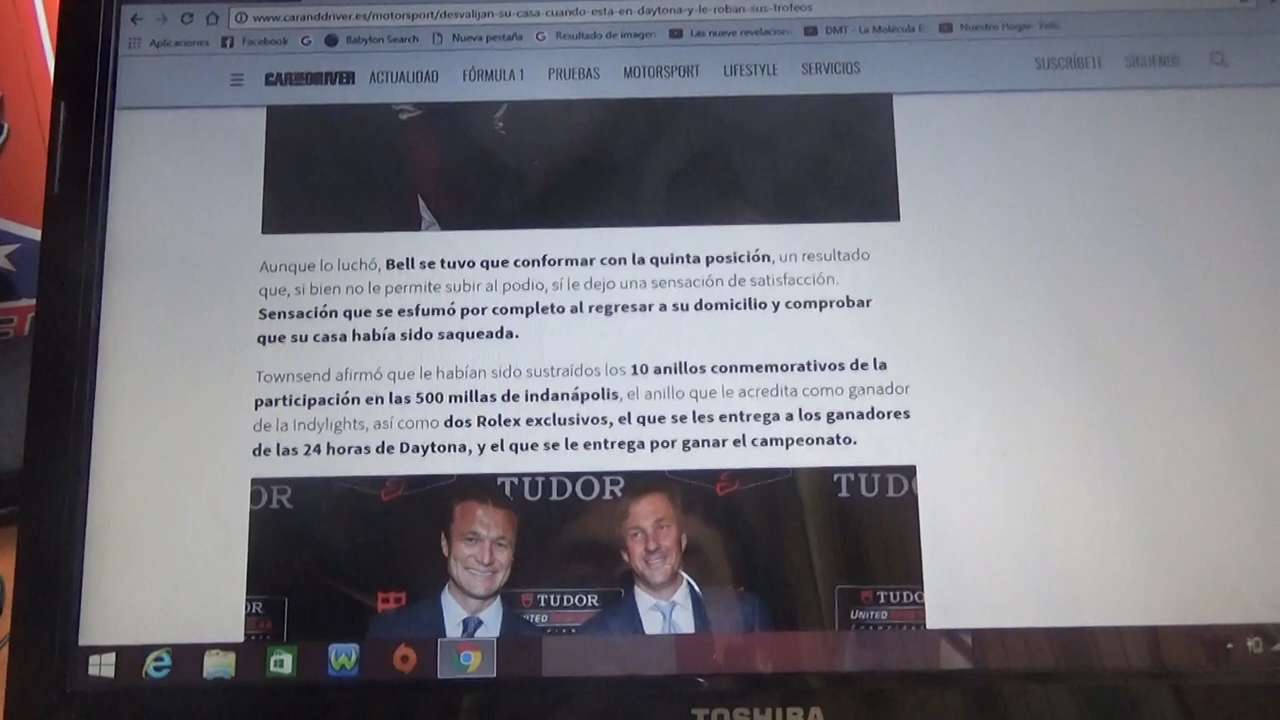 www.caranddriver.es/motorsport/desvalijan-su-casa-cuando-esta-en-daytona-y-le-roban-sus-trofeos
Aplicaciones Facebook Babylon Search Nueva pestaña Resultado de imagen Las nueve revelacion DMT - La Molécula E Nuestro Hogar
CAR AND DRIVER ACTUALIDAD FÓRMULA 1 PRUEBAS MOTORSPORT LIFESTYLE SERVICIOS SUSCRÍBETE
Aunque lo luchó, Bell se tuvo que conformar con la quinta posición, un resultado
que, si bien no le permite subir al podio, sí le dejo una sensación de satisfacción.
Sensación que se esfumó por completo al regresar a su domicilio y comprobar
que su casa había sido saqueada.
Townsend afirmó que le habían sido sustraídos los 10 anillos conmemorativos de la
participación en las 500 millas de indanápolis, el anillo que le acredita como ganador
de la Indylights, así como dos Rolex exclusivos, el que se les entrega a los ganadores
de las 24 horas de Daytona, y el que se le entrega por ganar el campeonato.
OR TUDOR TUDO
OR TUDOR TUDO
ITED UNITED
TOSHIBA